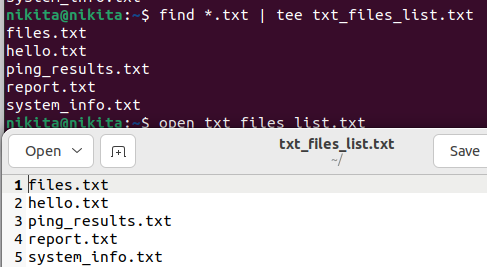 system_info.txt
nikita@nikita:~$ find *.txt | tee txt_files_list.txt
files.txt
hello.txt
ping_results.txt
report.txt
system_info.txt
nikita@nikita:~$ open txt_files_list.txt
Open
txt_files_list.txt
~/
Save
1 files.txt
2 hello.txt
3 ping_results.txt
4 report.txt
5 system_info.txt